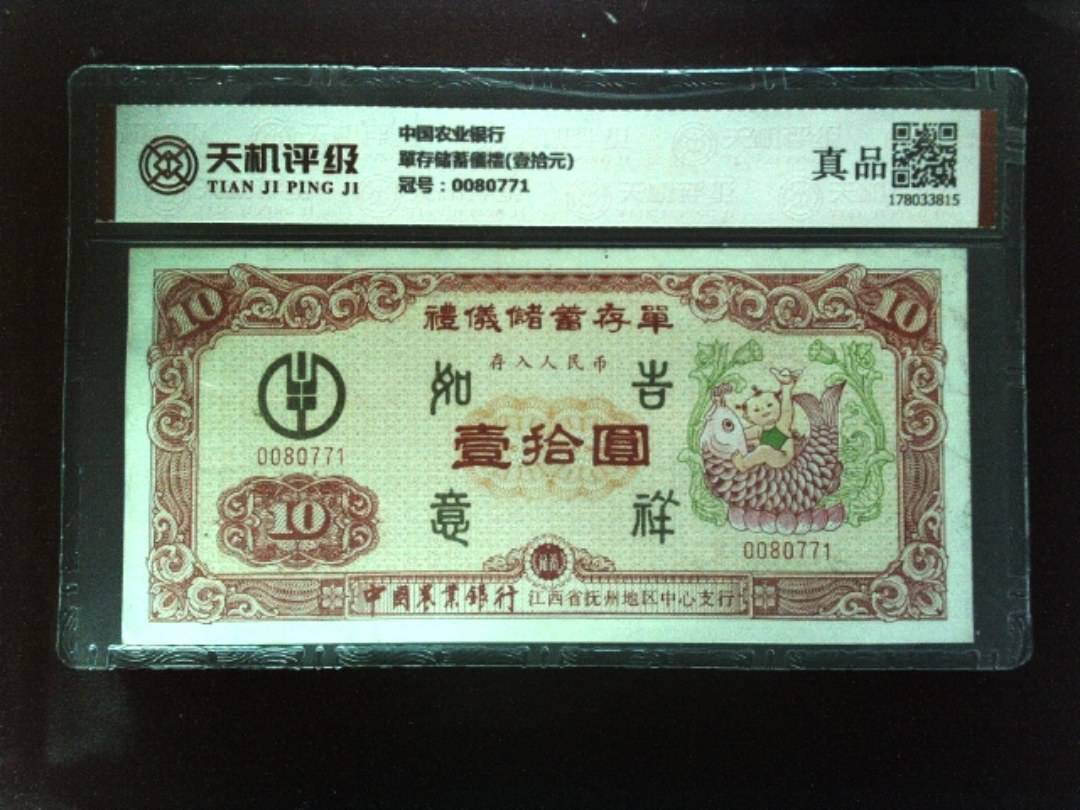 天机评级
TIAN JI PING JI
中国农业银行
單存储蓄儀禮(壹拾元)
冠号：0080771
真品
178033815
10
10
禮儀儲蓄存單
存入人民币
如意
吉祥
壹拾圓
0080771
10
0080771
中國農業銀行 江西省抚州地区中心支行